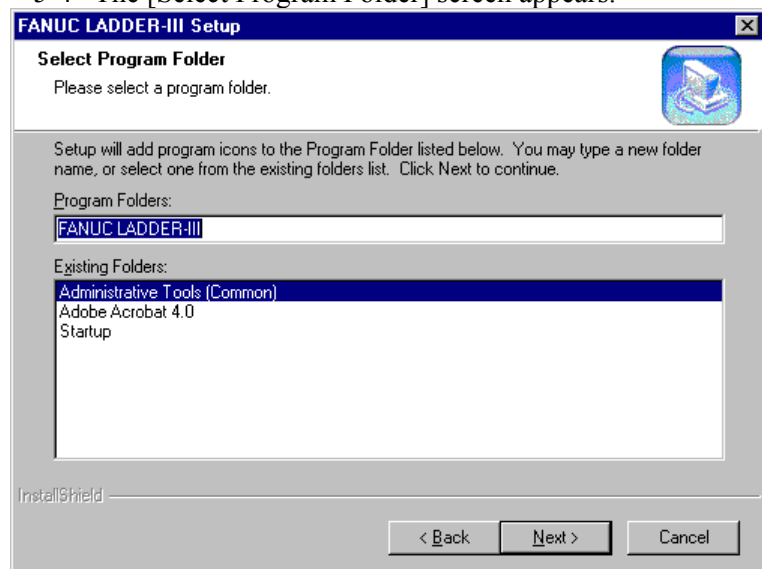 3-4 The [Select Program Folder] screen appears.
FANUC LADDER-III Setup
Select Program Folder
Please select a program folder.
Setup will add program icons to the Program Folder listed below. You may type a new folder
name, or select one from the existing folders list. Click Next to continue.
Program Folders:
FANUC LADDER-III
Existing Folders:
Administrative Tools (Common)
Adobe Acrobat 4.0
Startup
InstallShield
< Back
Next >
Cancel